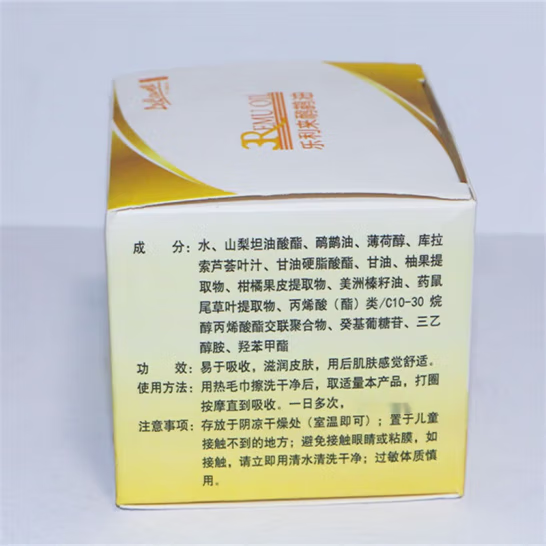 3REMU OIL
乐利来鸸鹋油
成 分：水、山梨坦油酸酯、鸸鹋油、薄荷醇、库拉
索芦荟叶汁、甘油硬脂酸酯、甘油、柚果提
取物、柑橘果皮提取物、美洲榛籽油、药鼠
尾草叶提取物、丙烯酸（酯）类/C10-30 烷
醇丙烯酸酯交联聚合物、癸基葡糖苷、三乙
醇胺、羟苯甲酯
功 效：易于吸收，滋润皮肤，用后肌肤感觉舒适。
使用方法：用热毛巾擦洗干净后，取适量本产品，打圈
按摩直到吸收。一日多次，
注意事项：存放于阴凉干燥处（室温即可）；置于儿童
接触不到的地方；避免接触眼睛或粘膜，如
接触，请立即用清水清洗干净；过敏体质慎
用。